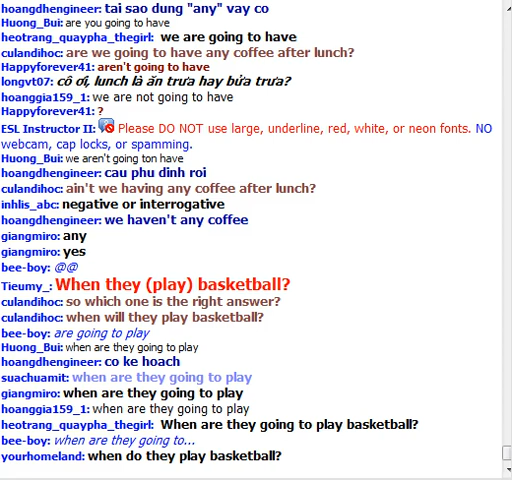 hoangdhengineer: tai sao dung "any" vay co
Huong_Bui: are you going to have
heotrang_quaypha_thegirl: we are going to have
culandihoc: are we going to have any coffee after lunch?
Happyforever41: aren't going to have
longvt07: cô ơi, lunch là ăn trưa hay bửa trưa?
hoanggia159_1: we are not going to have
Happyforever41: ?
ESL Instructor II: Please DO NOT use large, underline, red, white, or neon fonts. NO
webcam, cap locks, or spamming.
Huong_Bui: we aren't going ton have
hoangdhengineer: cau phu dinh roi
culandihoc: ain't we having any coffee after lunch?
inhlis_abc: negative or interrogative
hoangdhengineer: we haven't any coffee
giangmiro: any
giangmiro: yes
bee-boy: @@
Tieumy_: When they (play) basketball?
culandihoc: so which one is the right answer?
culandihoc: when will they play basketball?
bee-boy: are going to play
Huong_Bui: when are they going to play
hoangdhengineer: co ke hoach
suachuamit: when are they going to play
giangmiro: when are they going to play
hoanggia159_1: when are they going to play
heotrang_quaypha_thegirl: When are they going to play basketball?
bee-boy: when are they going to...
yourhomeland: when do they play basketball?